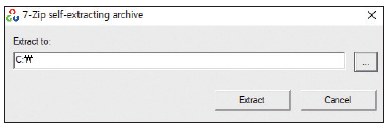 7-Zip self-extracting archive
Extract to:
C:₩
...
Extract
Cancel